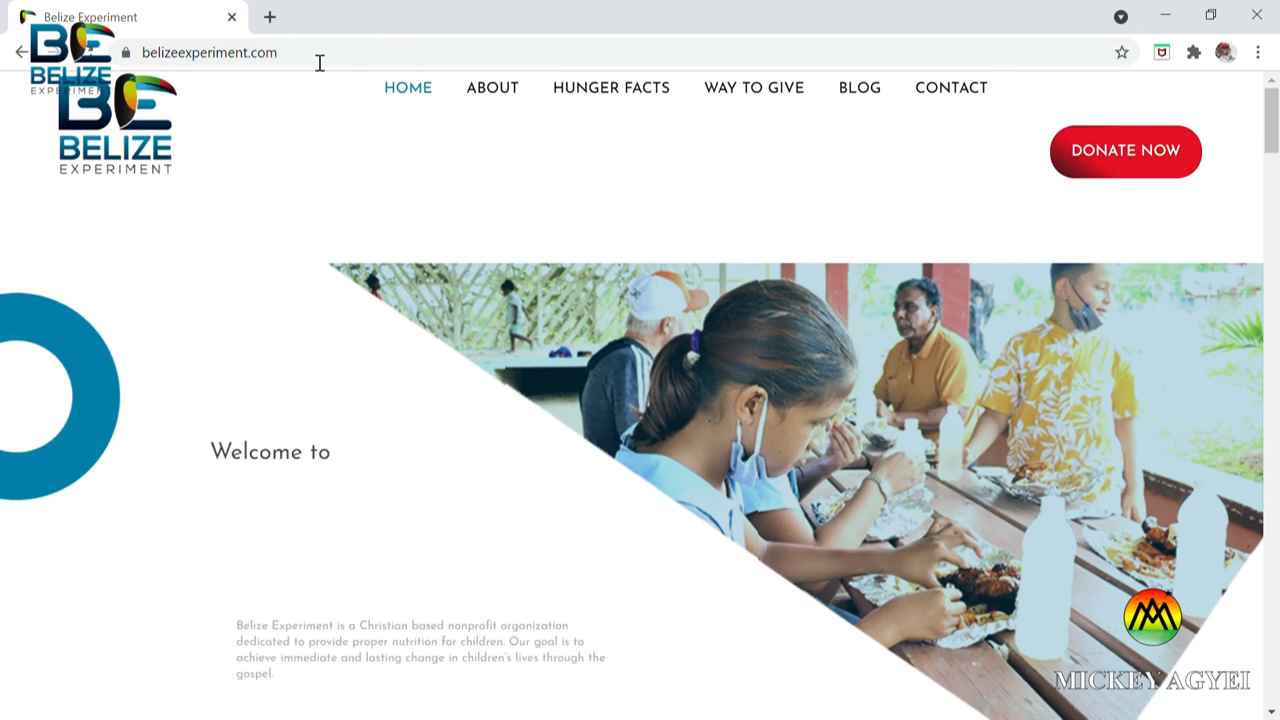 Belize Experiment
belizeexperiment.com
BE
BELIZE
EXPERIMENT
BE
BELIZE
EXPERIMENT
HOME ABOUT HUNGER FACTS WAY TO GIVE BLOG CONTACT
DONATE NOW
Welcome to
Belize Experiment is a Christian based nonprofit organization
dedicated to provide proper nutrition for children. Our goal is to
achieve immediate and lasting change in children's lives through the
gospel.
MICKEY AGYEI